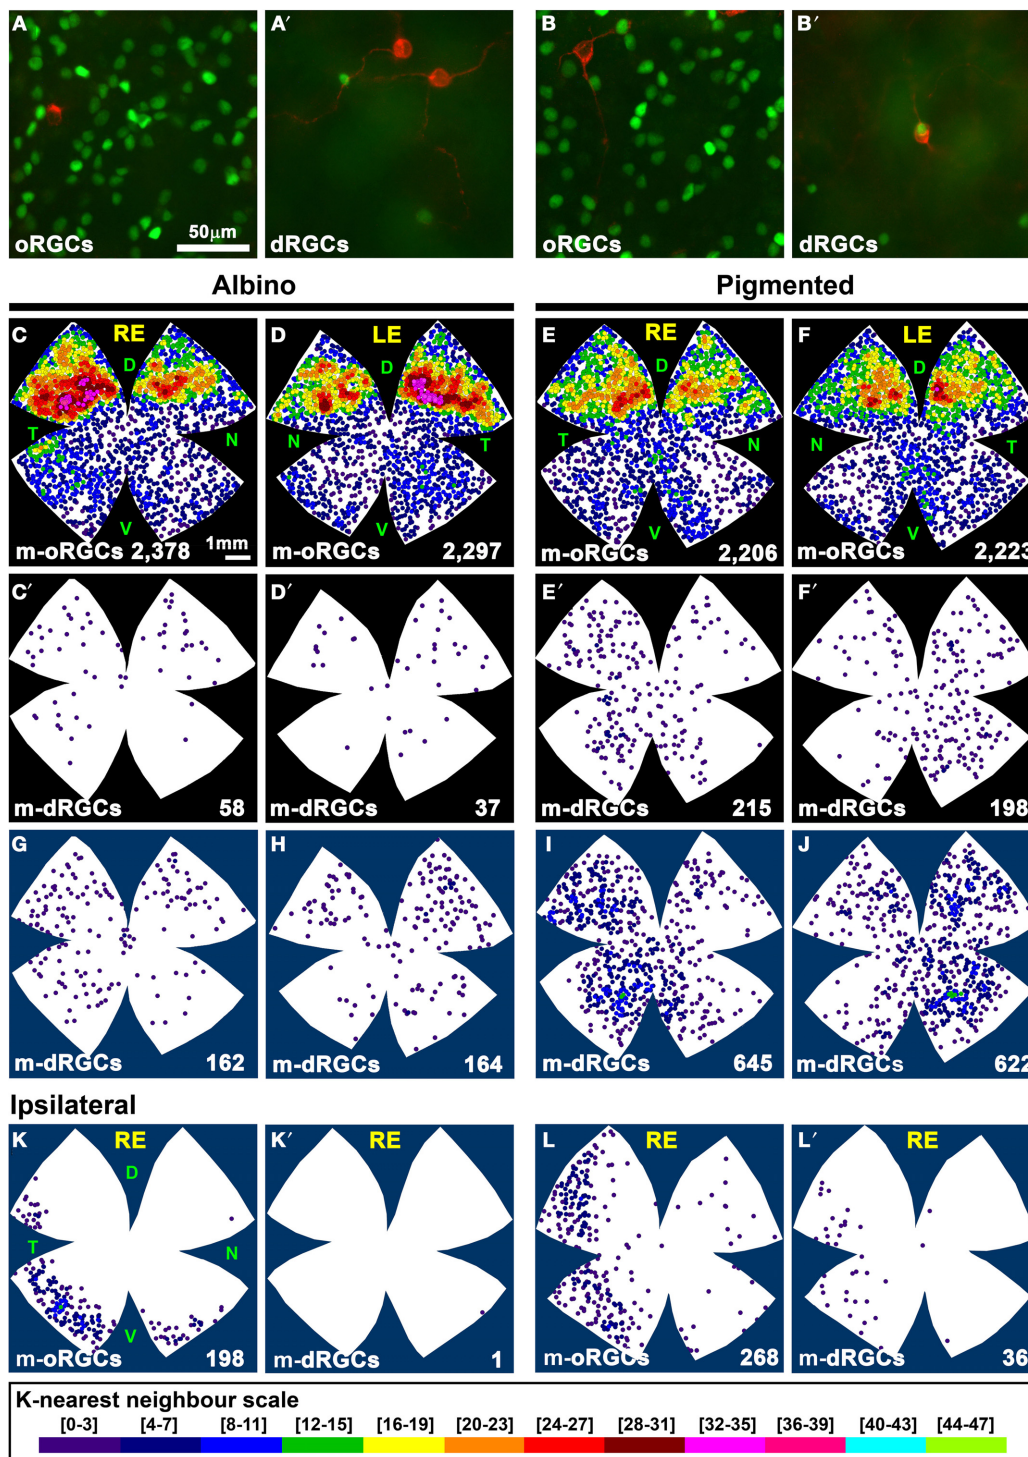 A A′ B B′
50µm
oRGCs dRGCs oRGCs dRGCs
Albino Pigmented
C RE D LE E RE F LE
D D D D
T N N T T N N T
V V V V
m-oRGCs 2,378 1mm m-oRGCs 2,297 m-oRGCs 2,206 m-oRGCs 2,223
C′ D′ E′ F′
m-dRGCs 58 m-dRGCs 37 m-dRGCs 215 m-dRGCs 198
G H I J
m-dRGCs 162 m-dRGCs 164 m-dRGCs 645 m-dRGCs 622
Ipsilateral
K RE K′ RE L RE L′ RE
D
T N
V
m-oRGCs 198 m-dRGCs 1 m-oRGCs 268 m-dRGCs 36
K-nearest neighbour scale
[0-3] [4-7] [8-11] [12-15] [16-19] [20-23] [24-27] [28-31] [32-35] [36-39] [40-43] [44-47]